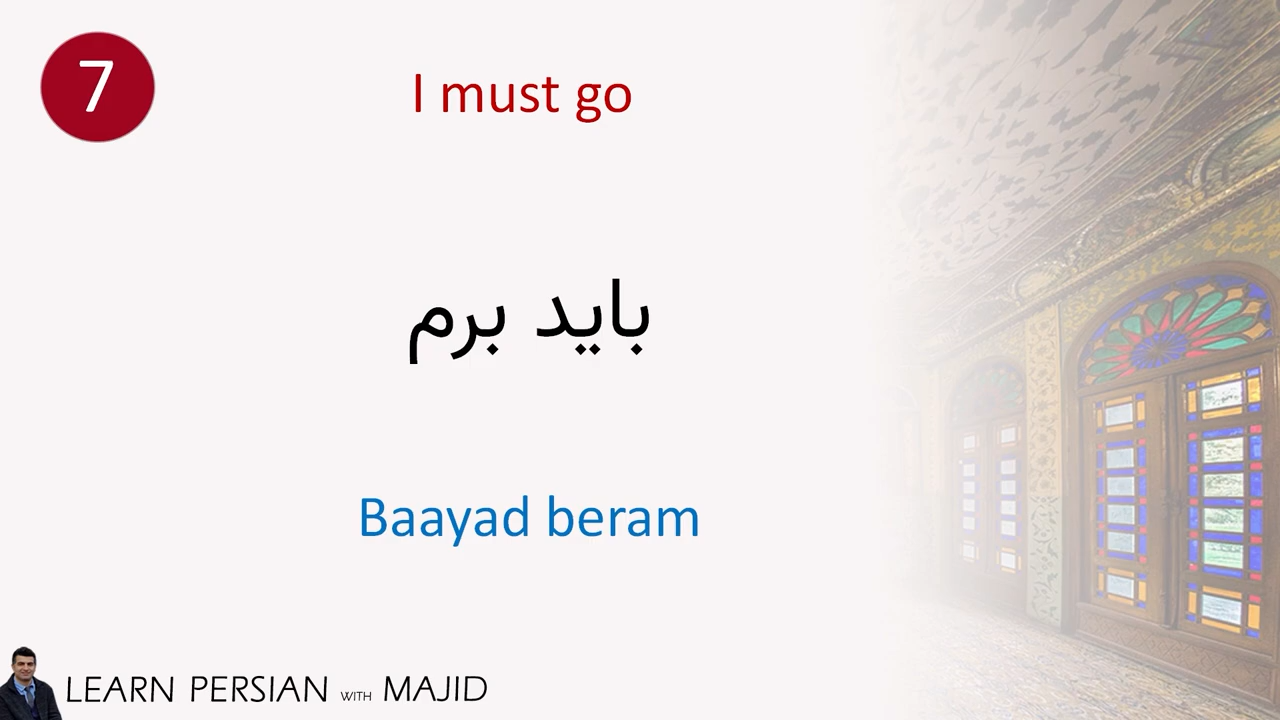 7
I must go
باید برم
Baayad beram
LEARN PERSIAN WITH MAJID